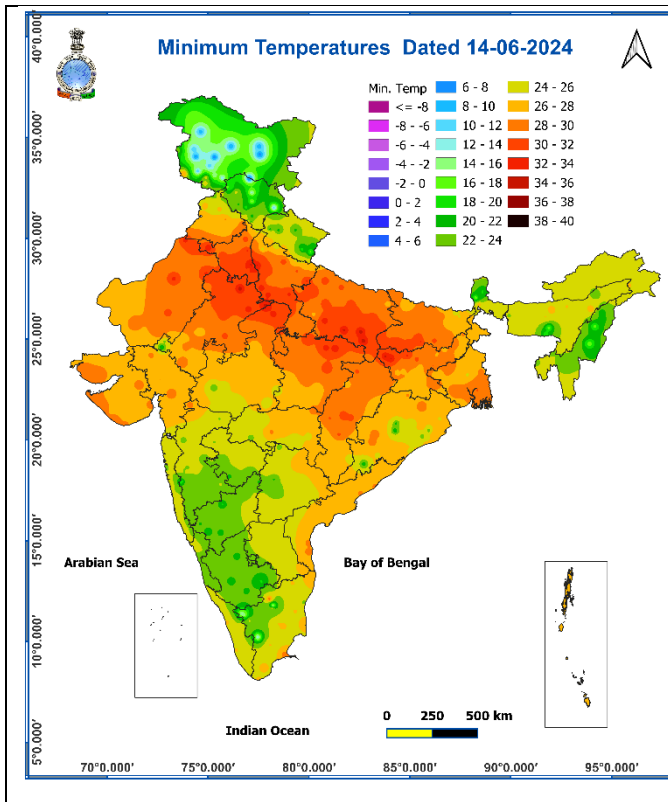 Minimum Temperatures Dated 14-06-2024
Min. Temp
<= -8
-8 - -6
-6 - -4
-4 - -2
-2 - 0
0 - 2
2 - 4
4 - 6
6 - 8
8 - 10
10 - 12
12 - 14
14 - 16
16 - 18
18 - 20
20 - 22
22 - 24
24 - 26
26 - 28
28 - 30
30 - 32
32 - 34
34 - 36
36 - 38
38 - 40
40°0.000'
35°0.000'
30°0.000'
25°0.000'
20°0.000'
15°0.000'
10°0.000'
5°0.000'
Arabian Sea
Bay of Bengal
Indian Ocean
0 250 500 km
70°0.000' 75°0.000' 80°0.000' 85°0.000' 90°0.000' 95°0.000'